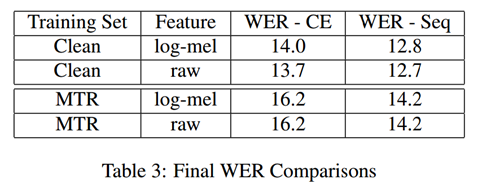 Training Set Feature WER - CE WER - Seq
Clean log-mel 14.0 12.8
Clean raw 13.7 12.7
MTR log-mel 16.2 14.2
MTR raw 16.2 14.2
Table 3: Final WER Comparisons